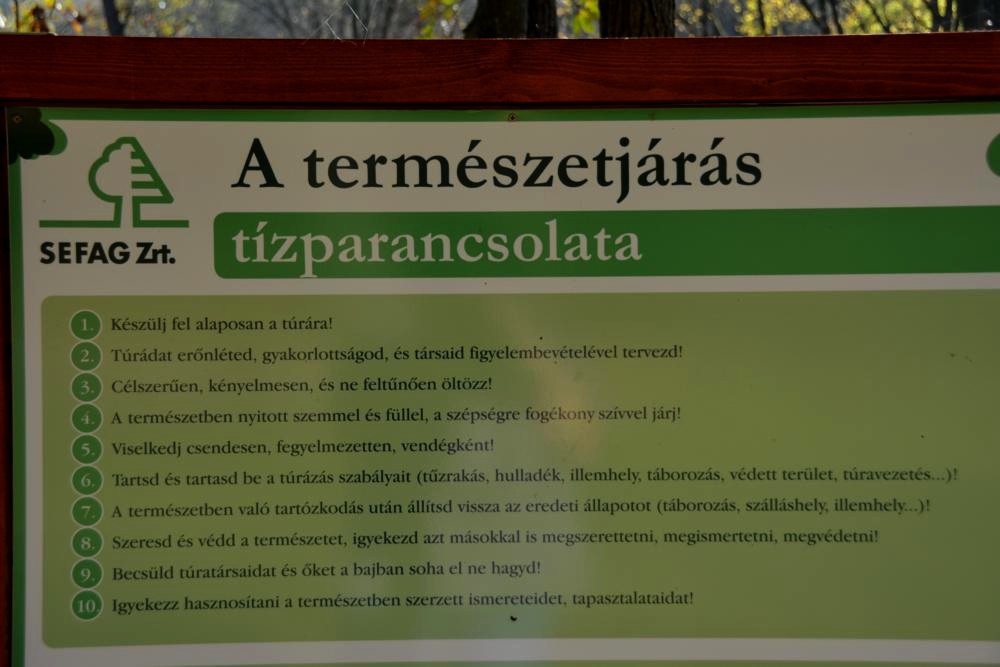 A természetjárás
tízparancsolata
SEFAG Zrt.
1. Készülj fel alaposan a túrára!
2. Túrádat erőnléted, gyakorlottságod, és társaid figyelembevételével tervezd!
3. Célszerűen, kényelmesen, és ne feltűnően öltözz!
4. A természetben nyitott szemmel és füllel, a szépségre fogékony szívvel járj!
5. Viselkedj csendesen, fegyelmezetten, vendégként!
6. Tartsd és tartasd be a túrázás szabályait (tűzrakás, hulladék, illemhely, táborozás, védett terület, túravezetés...)!
7. A természetben való tartózkodás után állítsd vissza az eredeti állapotot (táborozás, szálláshely, illemhely...)!
8. Szeresd és védd a természetet, igyekezd azt másokkal is megszerettetni, megismertetni, megvédetni!
9. Becsüld túratársaidat és őket a bajban soha el ne hagyd!
10. Igyekezz hasznosítani a természetben szerzett ismereteidet, tapasztalataidat!